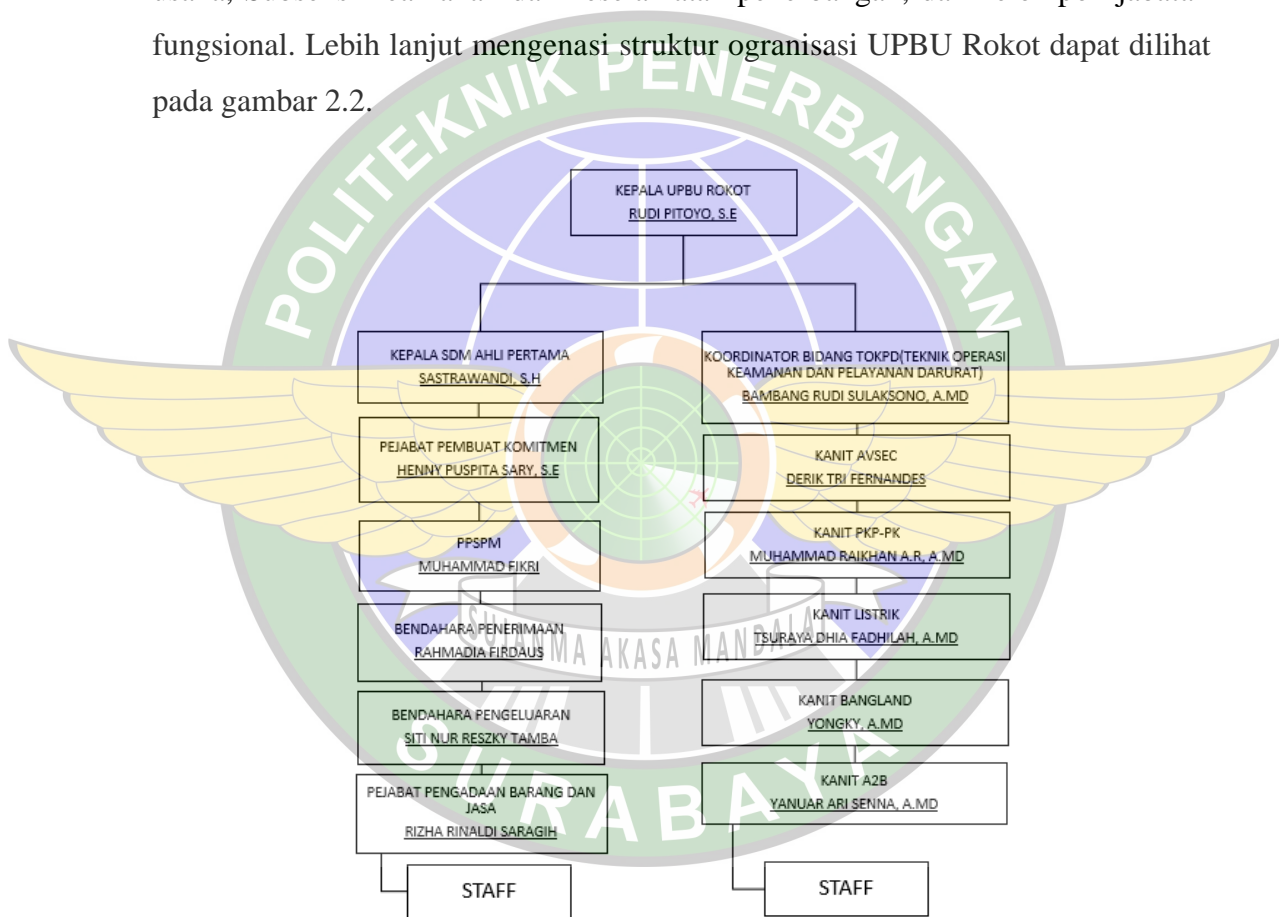 fungsional. Lebih lanjut mengenasi struktur ogranisasi UPBU Rokot dapat dilihat
pada gambar 2.2.
POLITEKNIK PENERBANGAN
KEPALA UPBU ROKOT
RUDI PITOYO, S.E
KEPALA SDM AHLI PERTAMA
SASTRAWANDI, S.H
PEJABAT PEMBUAT KOMITMEN
HENNY PUSPITA SARY, S.E
PPSPM
MUHAMMAD FIKRI
BENDAHARA PENERIMAAN
RAHMADIA FIRDAUS
BENDAHARA PENGELUARAN
SITI NUR RESZKY TAMBA
PEJABAT PENGADAAN BARANG DAN
JASA
RIZHA RINALDI SARAGIH
STAFF
KOORDINATOR BIDANG TOKPD(TEKNIK OPERASI
KEAMANAN DAN PELAYANAN DARURAT)
BAMBANG RUDI SULAKSONO, A.MD
KANIT AVSEC
DERIK TRI FERNANDES
KANIT PKP-PK
MUHAMMAD RAIKHAN A.R, A.MD
KANIT LISTRIK
TSURAYA DHIA FADHILAH, A.MD
KANIT BANGLAND
YONGKY, A.MD
KANIT A2B
YANUAR ARI SENNA, A.MD
STAFF
AKASA
SURABAYA